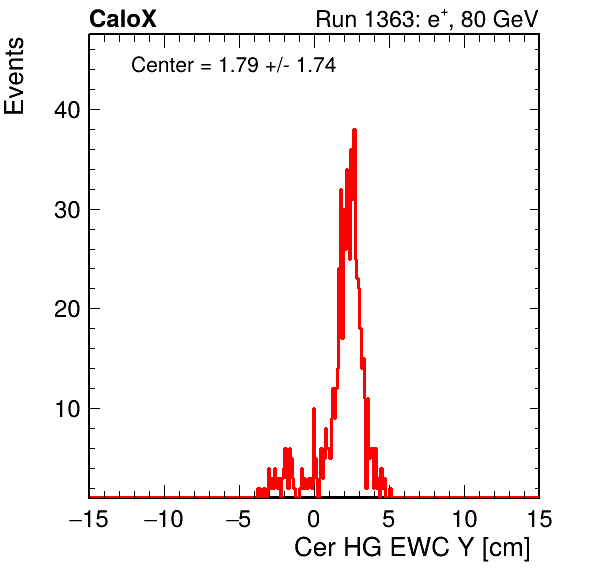 CaloX Run 1363: e⁺, 80 GeV
Events
Center = 1.79 +/- 1.74
40
30
20
10
−15 −10 −5 0 5 10 15
Cer HG EWC Y [cm]